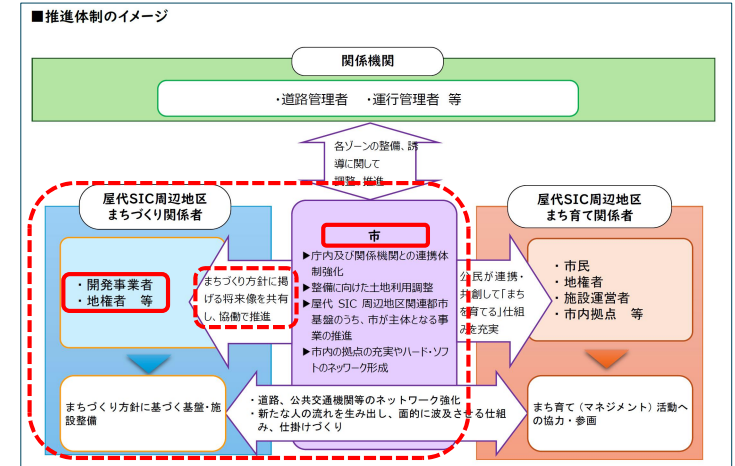 ■推進体制のイメージ
関係機関
・道路管理者　・運行管理者 等
各ゾーンの整備、誘
導に関して
調整、推進
屋代SIC周辺地区
まちづくり関係者
・開発事業者
・地権者　等
まちづくり方針に掲
げる将来像を共有
し、協働で推進
まちづくり方針に基づく基盤・施
設整備
市
▶庁内及び関係機関との連携体
制強化
▶整備に向けた土地利用調整
▶屋代 SIC 周辺地区関連都市
基盤のうち、市が主体となる事
業の推進
▶市内の拠点の充実やハード・ソフ
トのネットワーク形成
公民が連携・
共創して「まち
を育てる」仕組
みを充実
屋代SIC周辺地区
まち育て関係者
・市民
・地権者
・施設運営者
・市内拠点　等
・道路、公共交通機関等のネットワーク強化
・新たな人の流れを生み出し、面的に波及させる仕組
み、仕掛けづくり
まち育て（マネジメント）活動へ
の協力・参画